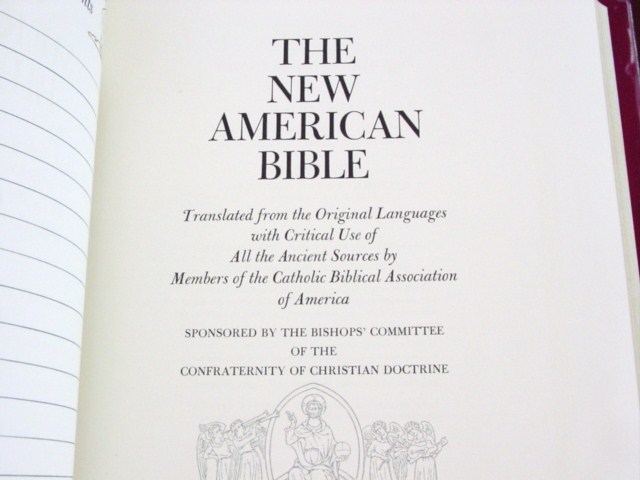 THE
NEW
AMERICAN
BIBLE
Translated from the Original Languages
with Critical Use of
All the Ancient Sources by
Members of the Catholic Biblical Association
of America
SPONSORED BY THE BISHOPS' COMMITTEE
OF THE
CONFRATERNITY OF CHRISTIAN DOCTRINE